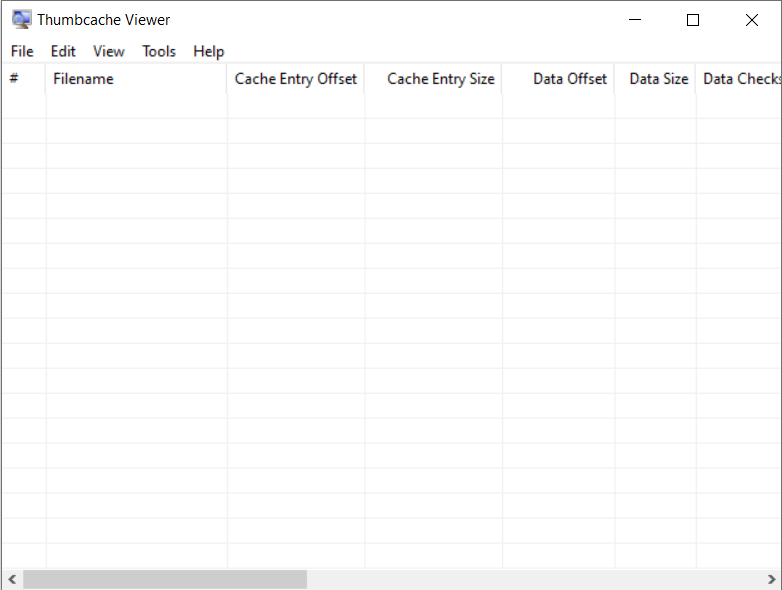 Thumbcache Viewer
File Edit View Tools Help
# Filename Cache Entry Offset Cache Entry Size Data Offset Data Size Data Checks